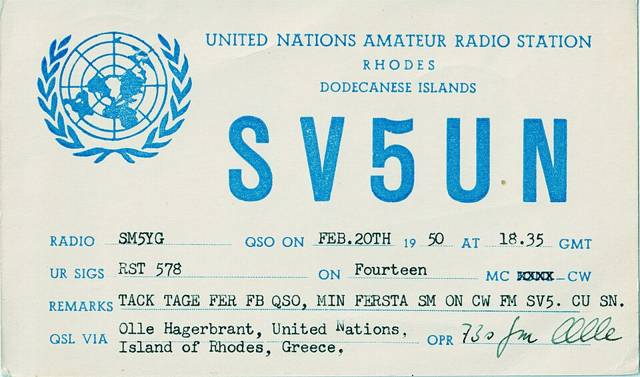 UNITED NATIONS AMATEUR RADIO STATION
RHODES
DODECANESE ISLANDS
SV5UN
RADIO SM5YG QSO ON FEB.20TH 1950 AT 18.35 GMT
UR SIGS RST 578 ON Fourteen MC XXXX CW
REMARKS TACK TAGE FER FB QSO, MIN FERSTA SM ON CW FM SV5. CU SN.
QSL VIA Olle Hagerbrant, United Nations, OPR 73s fm Olle
Island of Rhodes, Greece.